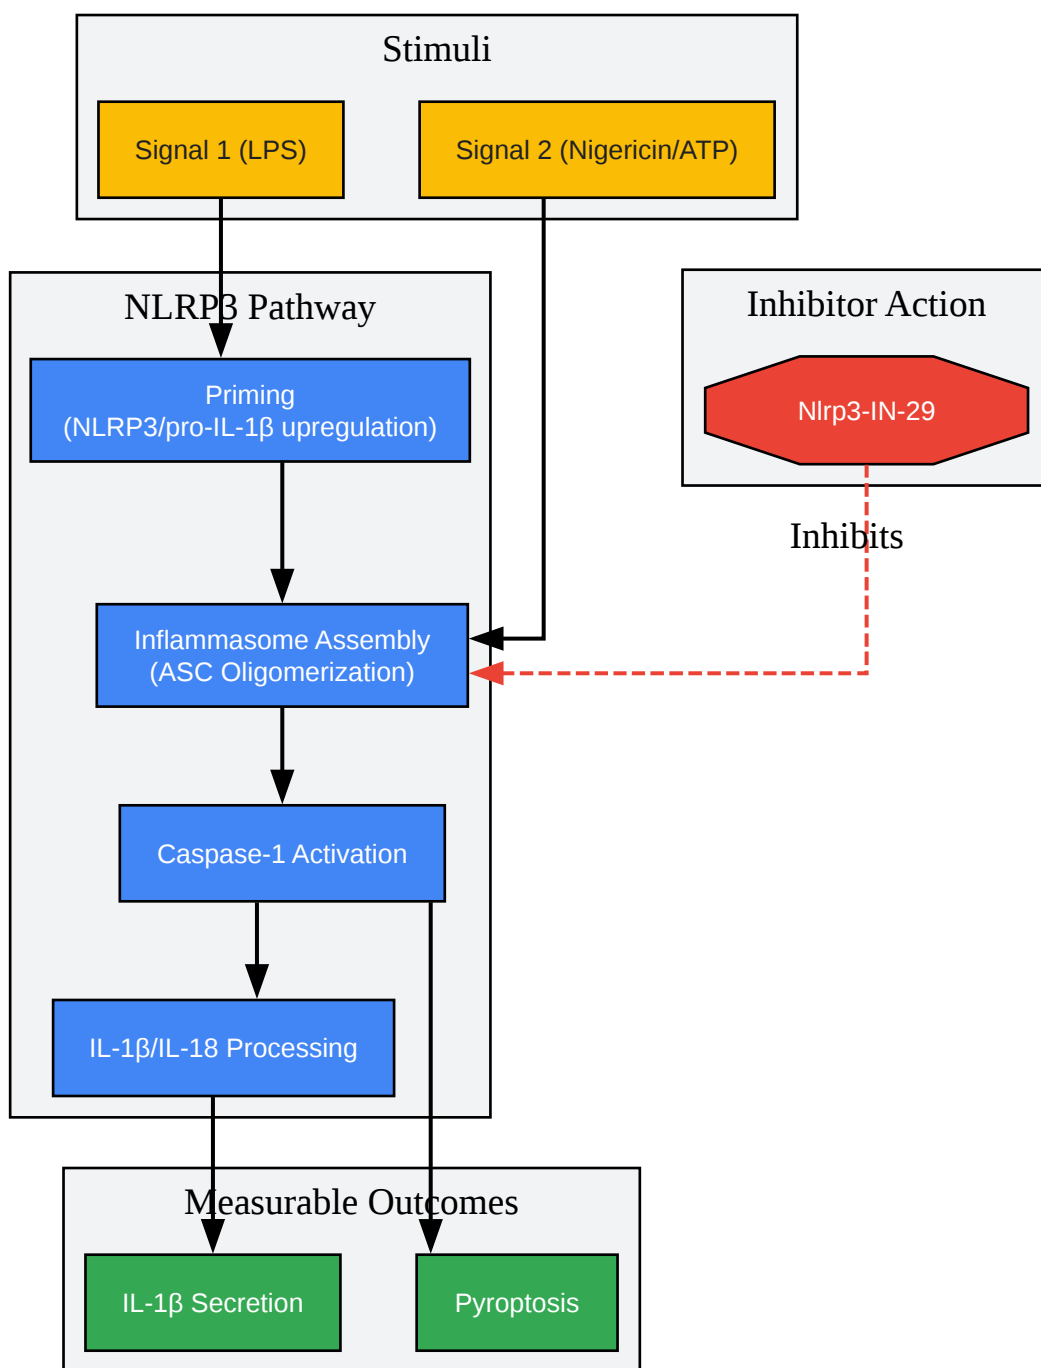 Stimuli
Signal 1 (LPS)
Signal 2 (Nigericin/ATP)
NLRP3 Pathway
Inhibitor Action
Priming
(NLRP3/pro-IL-1β upregulation)
Nlrp3-IN-29
Inhibits
Inflammasome Assembly
(ASC Oligomerization)
Caspase-1 Activation
IL-1β/IL-18 Processing
Measurable Outcomes
IL-1β Secretion
Pyroptosis